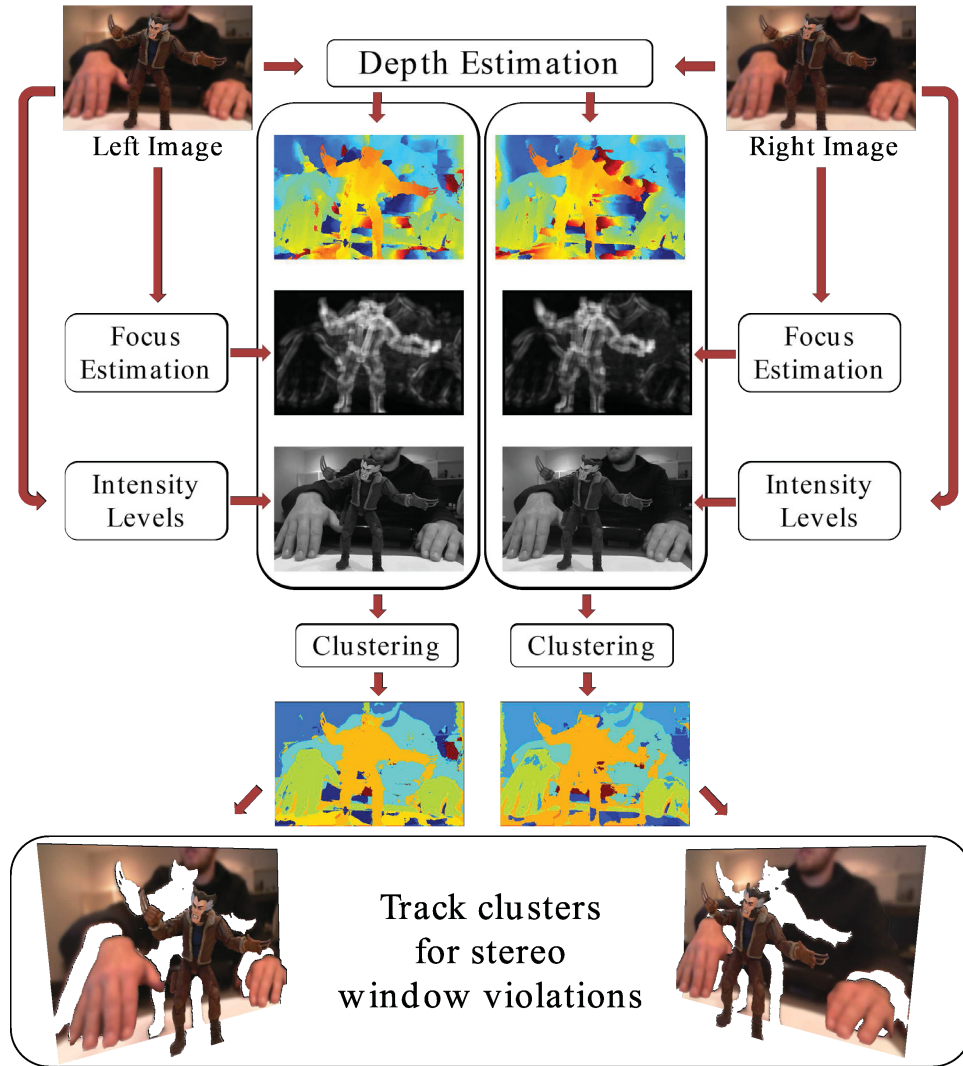 Depth Estimation
Left Image
Right Image
Focus
Estimation
Focus
Estimation
Intensity
Levels
Intensity
Levels
Clustering
Clustering
Track clusters
for stereo
window violations